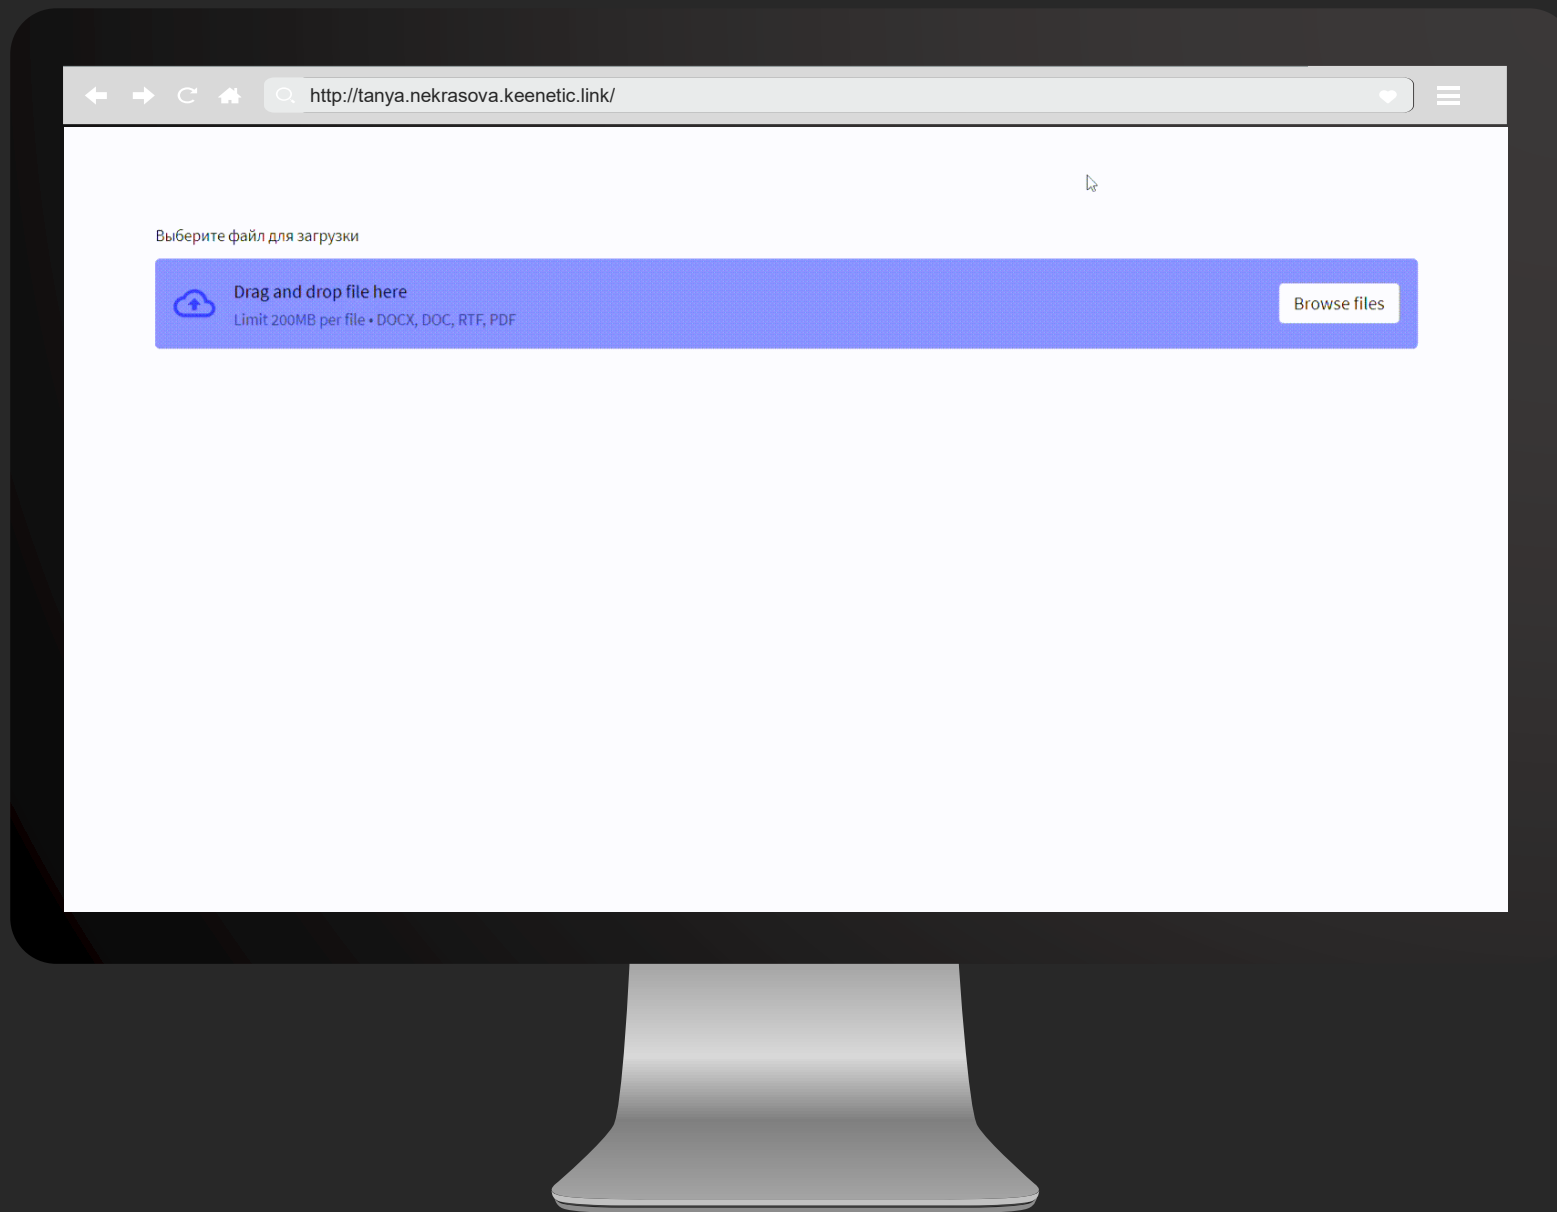 http://tanya.nekrasova.keenetic.link/
Выберите файл для загрузки
Drag and drop file here
Limit 200MB per file • DOCX, DOC, RTF, PDF
Browse files